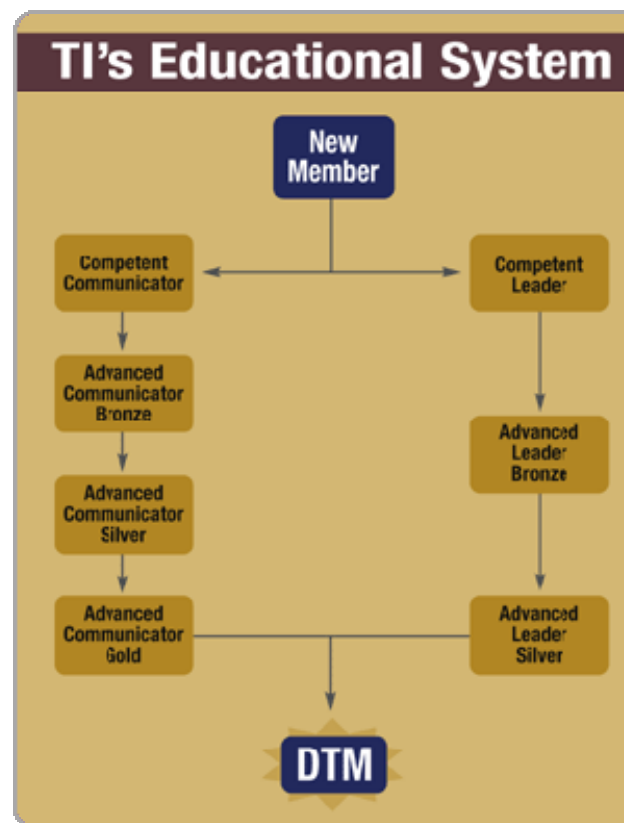 TI's Educational System
New
Member
Competent
Communicator
Competent
Leader
Advanced
Communicator
Bronze
Advanced
Leader
Bronze
Advanced
Communicator
Silver
Advanced
Communicator
Gold
Advanced
Leader
Silver
DTM